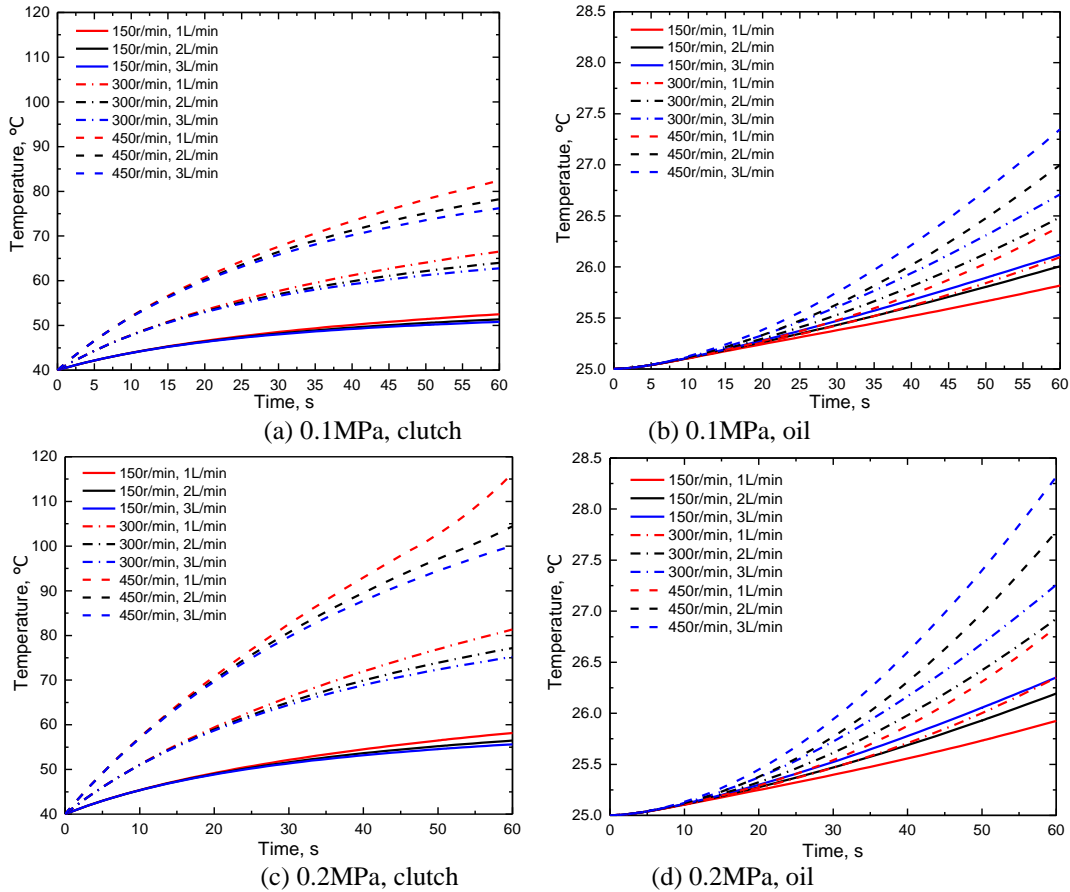 120
110
100
90
80
70
60
50
40
Temperature, ℃
150r/min, 1L/min
150r/min, 2L/min
150r/min, 3L/min
300r/min, 1L/min
300r/min, 2L/min
300r/min, 3L/min
450r/min, 1L/min
450r/min, 2L/min
450r/min, 3L/min
0 5 10 15 20 25 30 35 40 45 50 55 60
Time, s
(a) 0.1MPa, clutch
28.5
28.0
27.5
27.0
26.5
26.0
25.5
25.0
Temperatue, ℃
150r/min, 1L/min
150r/min, 2L/min
150r/min, 3L/min
300r/min, 1L/min
300r/min, 2L/min
300r/min, 3L/min
450r/min, 1L/min
450r/min, 2L/min
450r/min, 3L/min
0 5 10 15 20 25 30 35 40 45 50 55 60
Time, s
(b) 0.1MPa, oil
120
110
100
90
80
70
60
50
40
Temperature, ℃
150r/min, 1L/min
150r/min, 2L/min
150r/min, 3L/min
300r/min, 1L/min
300r/min, 2L/min
300r/min, 3L/min
450r/min, 1L/min
450r/min, 2L/min
450r/min, 3L/min
0 10 20 30 40 50 60
Time, s
(c) 0.2MPa, clutch
28.5
28.0
27.5
27.0
26.5
26.0
25.5
25.0
Temperature, ℃
150r/min, 1L/min
150r/min, 2L/min
150r/min, 3L/min
300r/min, 1L/min
300r/min, 2L/min
300r/min, 3L/min
450r/min, 1L/min
450r/min, 2L/min
450r/min, 3L/min
0 10 20 30 40 50 60
Time, s
(d) 0.2MPa, oil